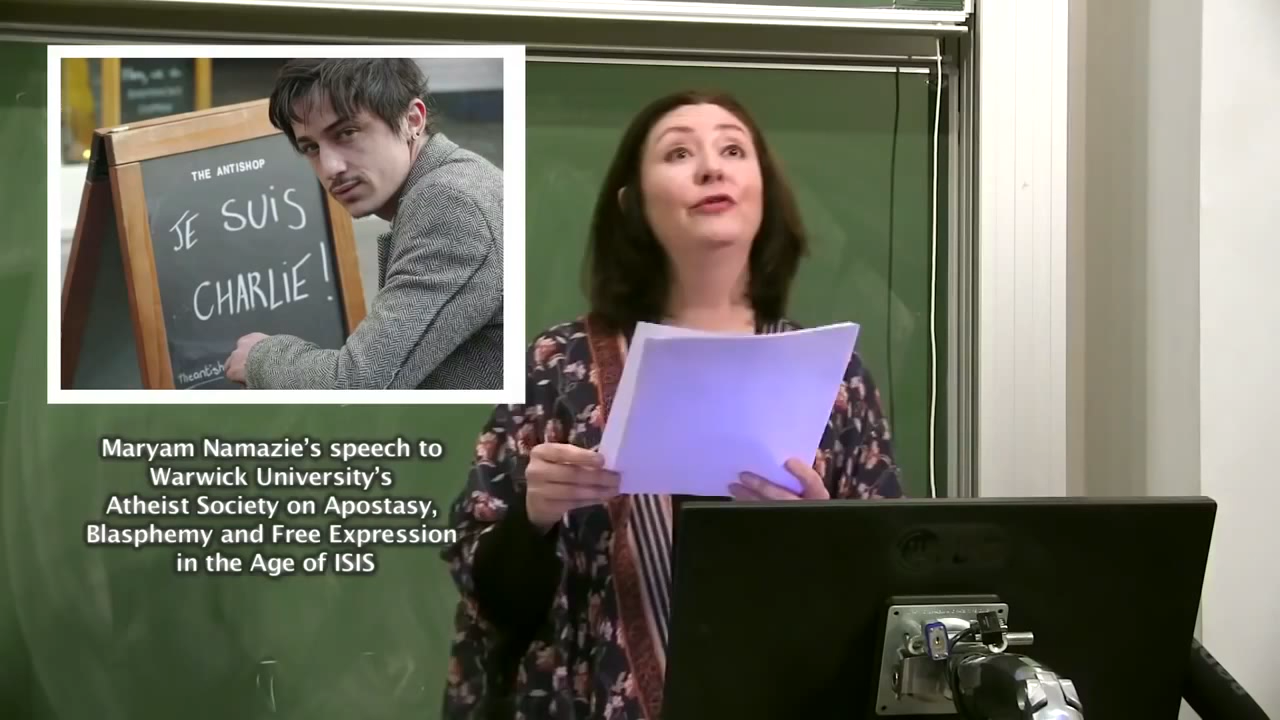 THE ANTISHOP
JE SUIS
CHARLIE!
Maryam Namazie's speech to
Warwick University's
Atheist Society on Apostasy,
Blasphemy and Free Expression
in the Age of ISIS